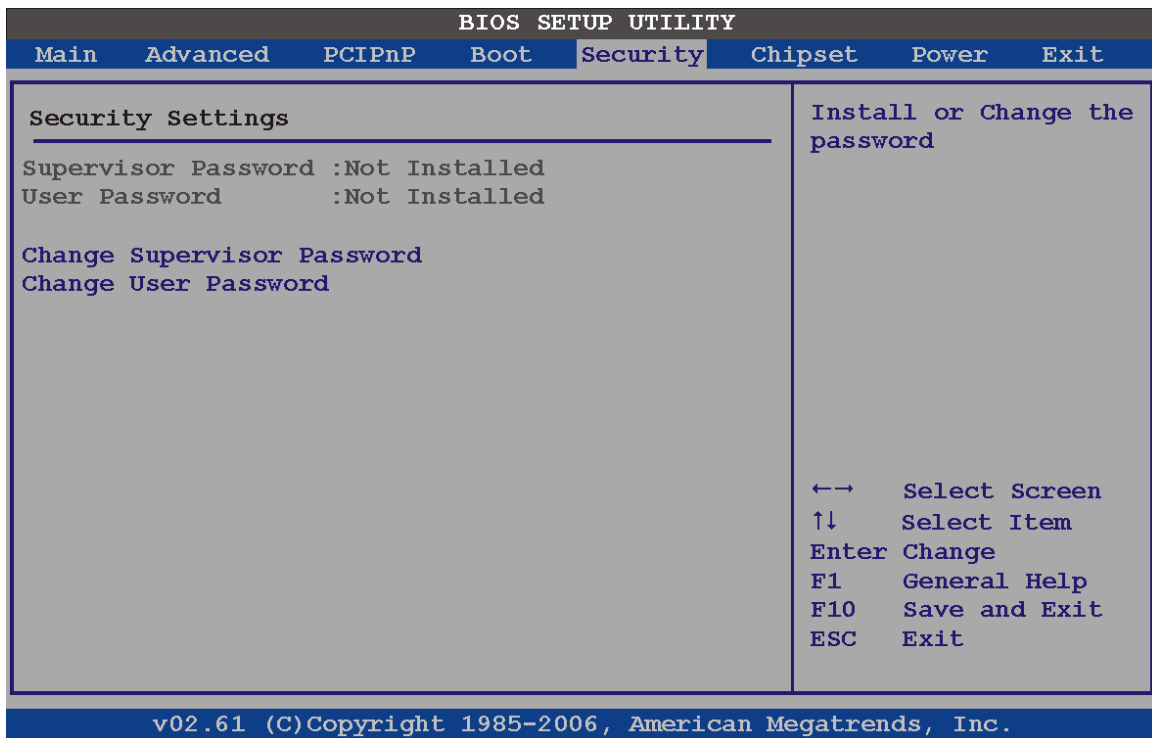 BIOS SETUP UTILITY
Main Advanced PCIPnP Boot Security Chipset Power Exit
Security Settings
Supervisor Password :Not Installed
User Password :Not Installed
Change Supervisor Password
Change User Password
Install or Change the
password
←→ Select Screen
↑↓ Select Item
Enter Change
F1 General Help
F10 Save and Exit
ESC Exit
v02.61 (C)Copyright 1985-2006, American Megatrends, Inc.